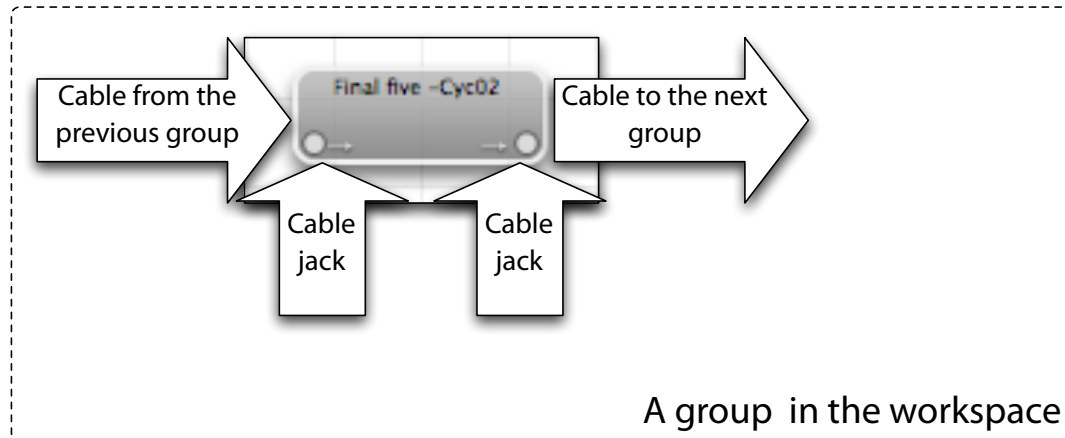 Cable from the
previous group
Final five -Cyc02
Cable to the next
group
Cable
jack
Cable
jack
A group in the workspace